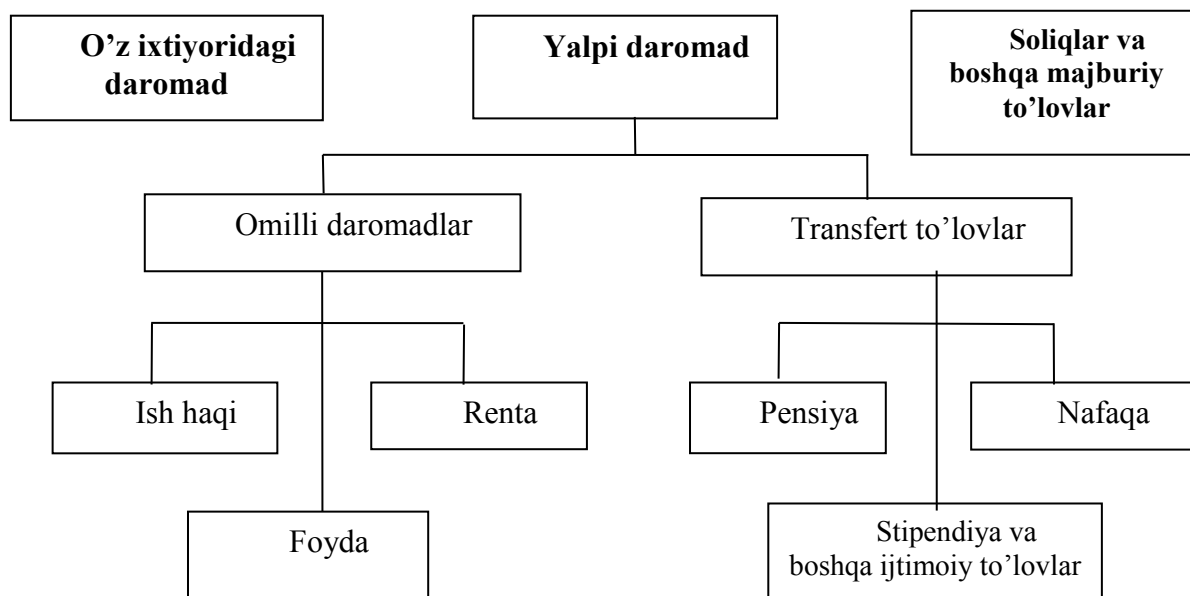 O’z ixtiyoridagi
daromad
Yalpi daromad
Soliqlar va
boshqa majburiy
to’lovlar
Omilli daromadlar
Transfert to’lovlar
Ish haqi
Renta
Pensiya
Nafaqa
Foyda
Stipendiya va
boshqa ijtimoiy to’lovlar